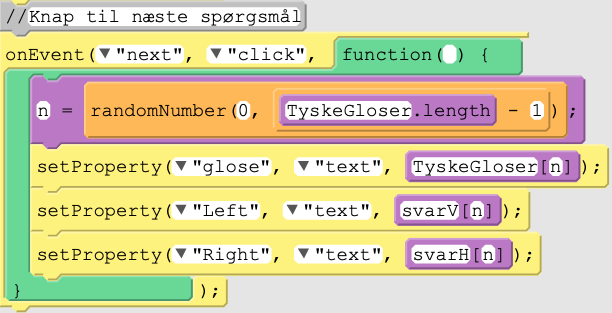 //Knap til næste spørgsmål
onEvent(▼"next", ▼"click", function() {
n = randomNumber(0, TyskeGloser.length - 1);
setProperty(▼"glose", ▼"text", TyskeGloser[n]);
setProperty(▼"Left", ▼"text", svarV[n]);
setProperty(▼"Right", ▼"text", svarH[n]);
} );